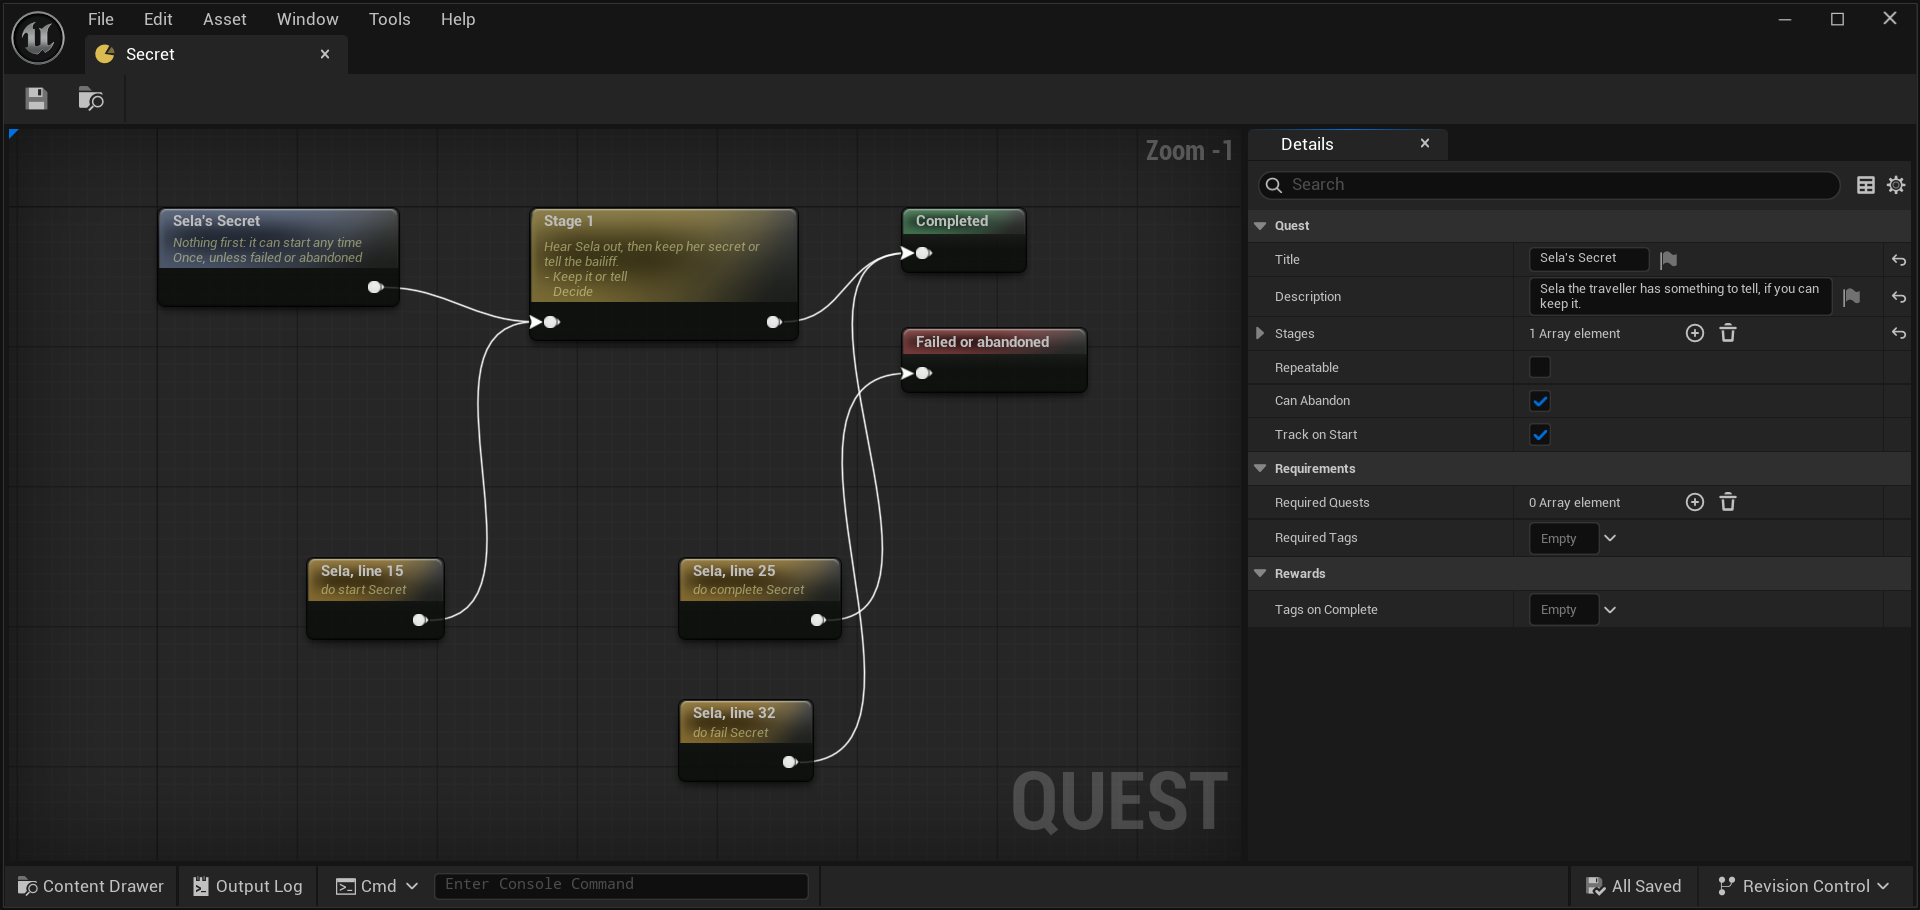 File Edit Asset Window Tools Help
Secret
Zoom -1
Sela's Secret
Nothing first: it can start any time
Once, unless failed or abandoned
Stage 1
Hear Sela out, then keep her secret or
tell the bailiff.
- Keep it or tell
Decide
Completed
Failed or abandoned
Sela, line 15
do start Secret
Sela, line 25
do complete Secret
Sela, line 32
do fail Secret
QUEST
Details
Search
Quest
Title Sela's Secret
Description Sela the traveller has something to tell, if you can
keep it.
Stages 1 Array element
Repeatable
Can Abandon
Track on Start
Requirements
Required Quests 0 Array element
Required Tags Empty
Rewards
Tags on Complete Empty
Content Drawer Output Log Cmd Enter Console Command All Saved Revision Control